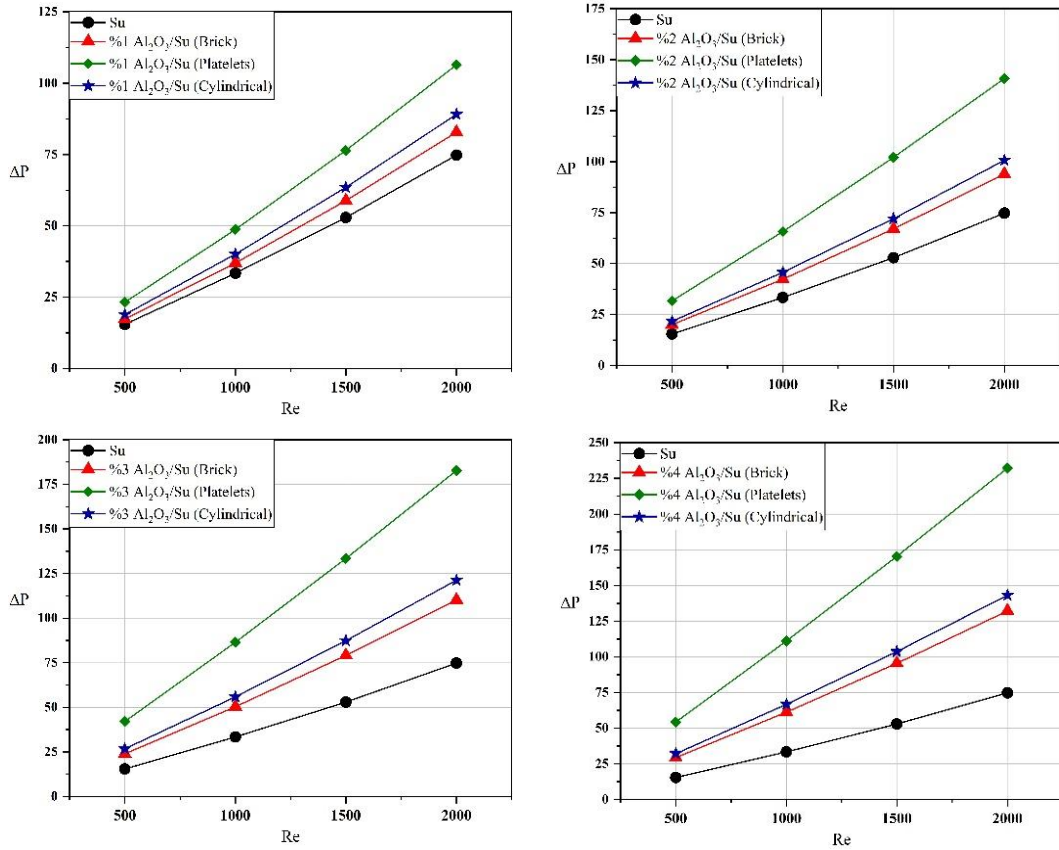 125
100
75
50
25
0
ΔP
Su
%1 Al₂O₃/Su (Brick)
%1 Al₂O₃/Su (Platelets)
%1 Al₂O₃/Su (Cylindrical)
500 1000 1500 2000
Re
175
150
125
100
75
50
25
0
ΔP
Su
%2 Al₂O₃/Su (Brick)
%2 Al₂O₃/Su (Platelets)
%2 Al₂O₃/Su (Cylindrical)
500 1000 1500 2000
Re
200
175
150
125
100
75
50
25
0
ΔP
Su
%3 Al₂O₃/Su (Brick)
%3 Al₂O₃/Su (Platelets)
%3 Al₂O₃/Su (Cylindrical)
500 1000 1500 2000
Re
250
225
200
175
150
125
100
75
50
25
0
ΔP
Su
%4 Al₂O₃/Su (Brick)
%4 Al₂O₃/Su (Platelets)
%4 Al₂O₃/Su (Cylindrical)
500 1000 1500 2000
Re